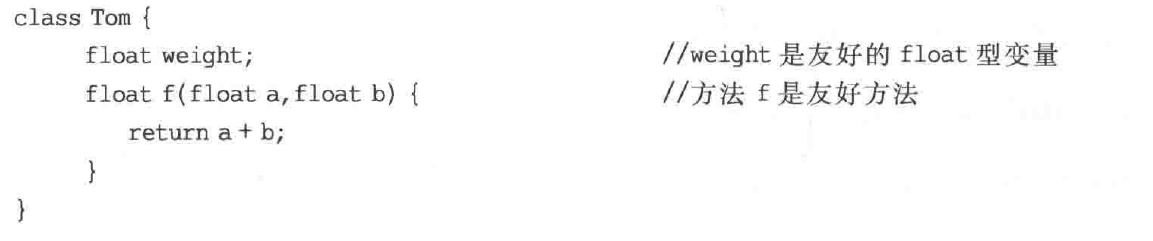 class Tom {
float weight; //weight 是友好的 float 型变量
float f(float a,float b) { //方法 f 是友好方法
return a + b;
}
}